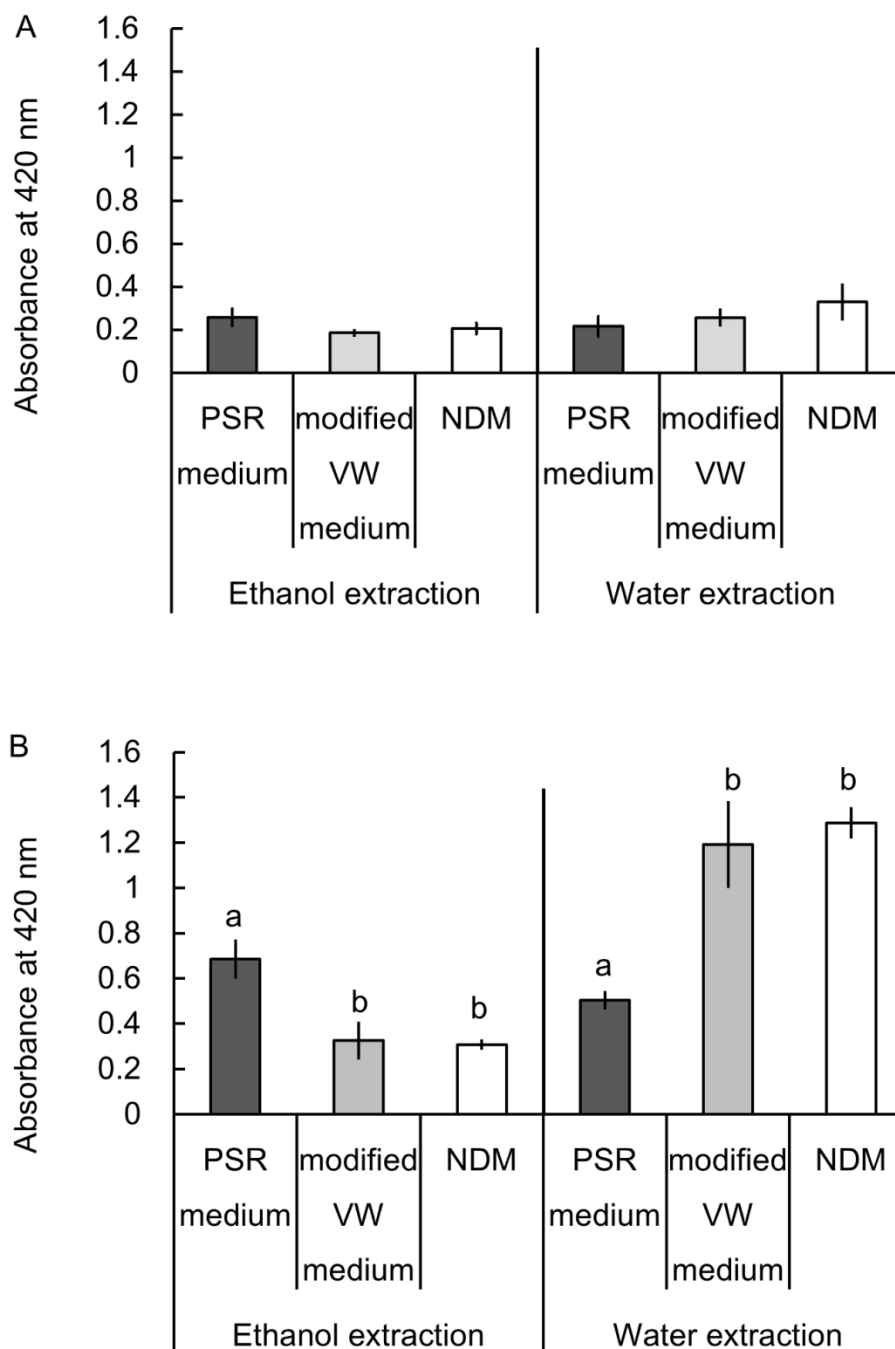 A
Absorbance at 420 nm
1.6
1.4
1.2
1
0.8
0.6
0.4
0.2
0
PSR modified NDM PSR modified NDM
medium VW medium VW
medium medium
Ethanol extraction Water extraction
B
Absorbance at 420 nm
1.6
1.4
1.2
1
0.8
0.6
0.4
0.2
0
a b b a b b
PSR modified NDM PSR modified NDM
medium VW medium VW
medium medium
Ethanol extraction Water extraction